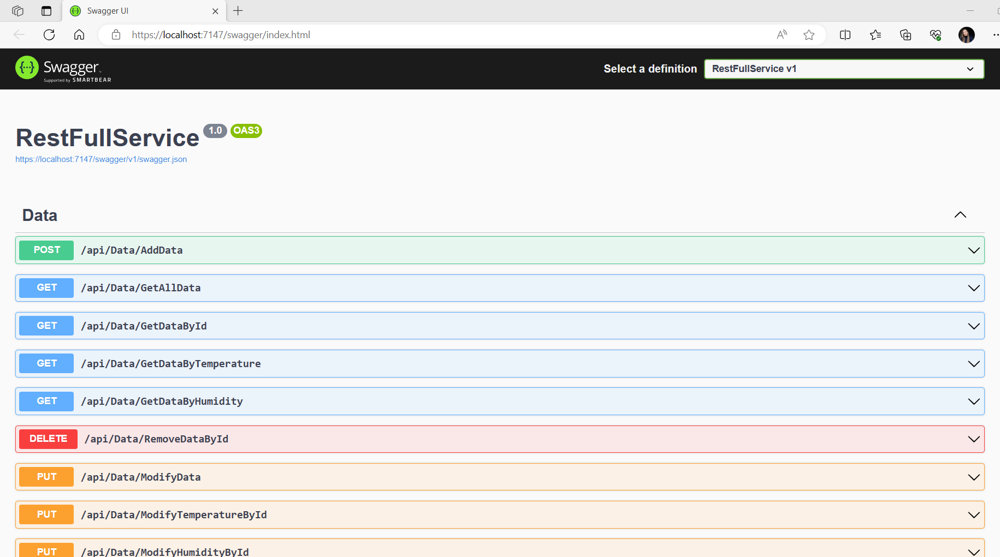 Swagger UI
https://localhost:7147/swagger/index.html
Swagger
Supported by SMARTBEAR
Select a definition
RestFullService v1
RestFullService 1.0 OAS3
https://localhost:7147/swagger/v1/swagger.json
Data
POST /api/Data/AddData
GET /api/Data/GetAllData
GET /api/Data/GetDataById
GET /api/Data/GetDataByTemperature
GET /api/Data/GetDataByHumidity
DELETE /api/Data/RemoveDataById
PUT /api/Data/ModifyData
PUT /api/Data/ModifyTemperatureById
PUT /api/Data/ModifyHumidityById